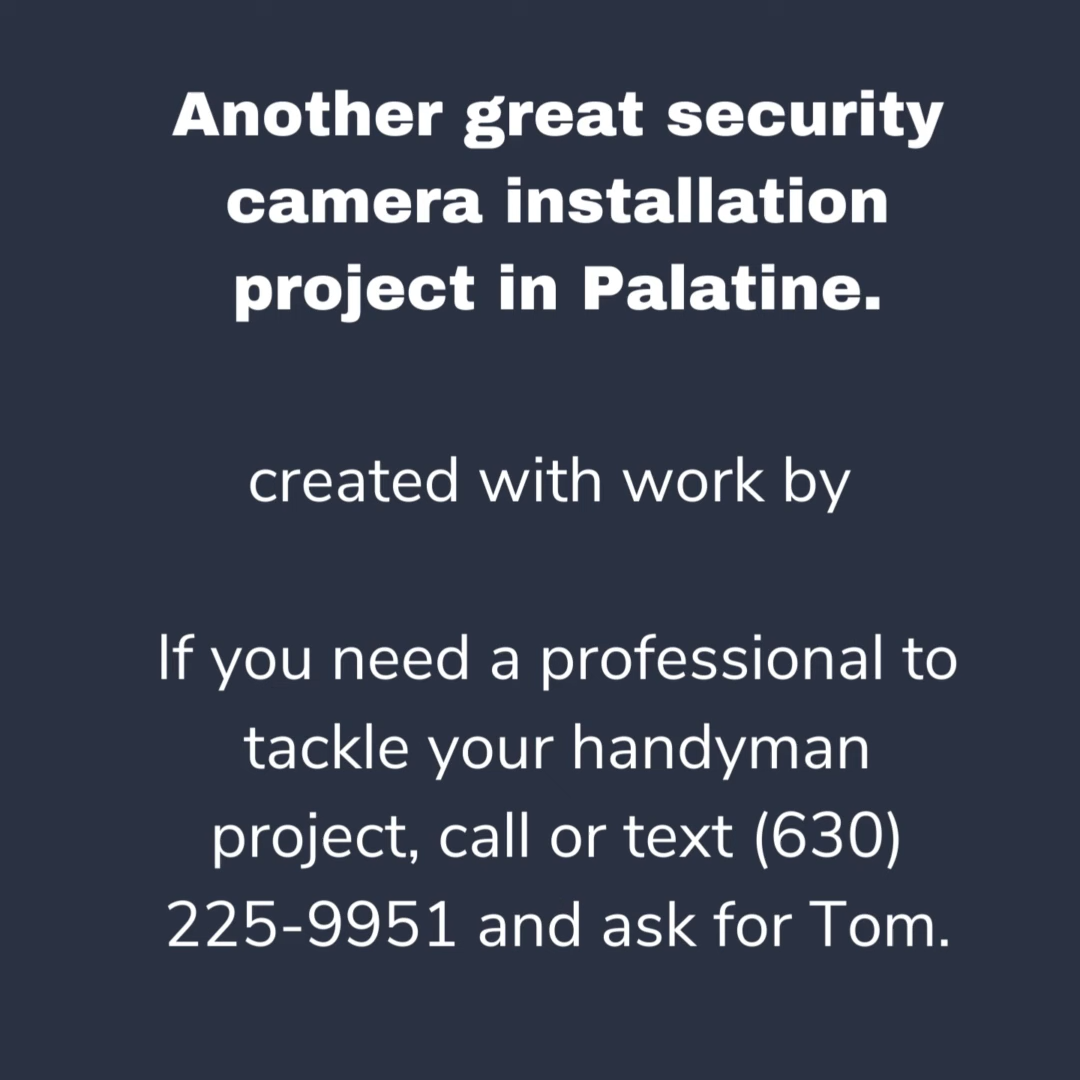 Another great security
camera installation
project in Palatine.
created with work by
If you need a professional to
tackle your handyman
project, call or text (630)
225-9951 and ask for Tom.